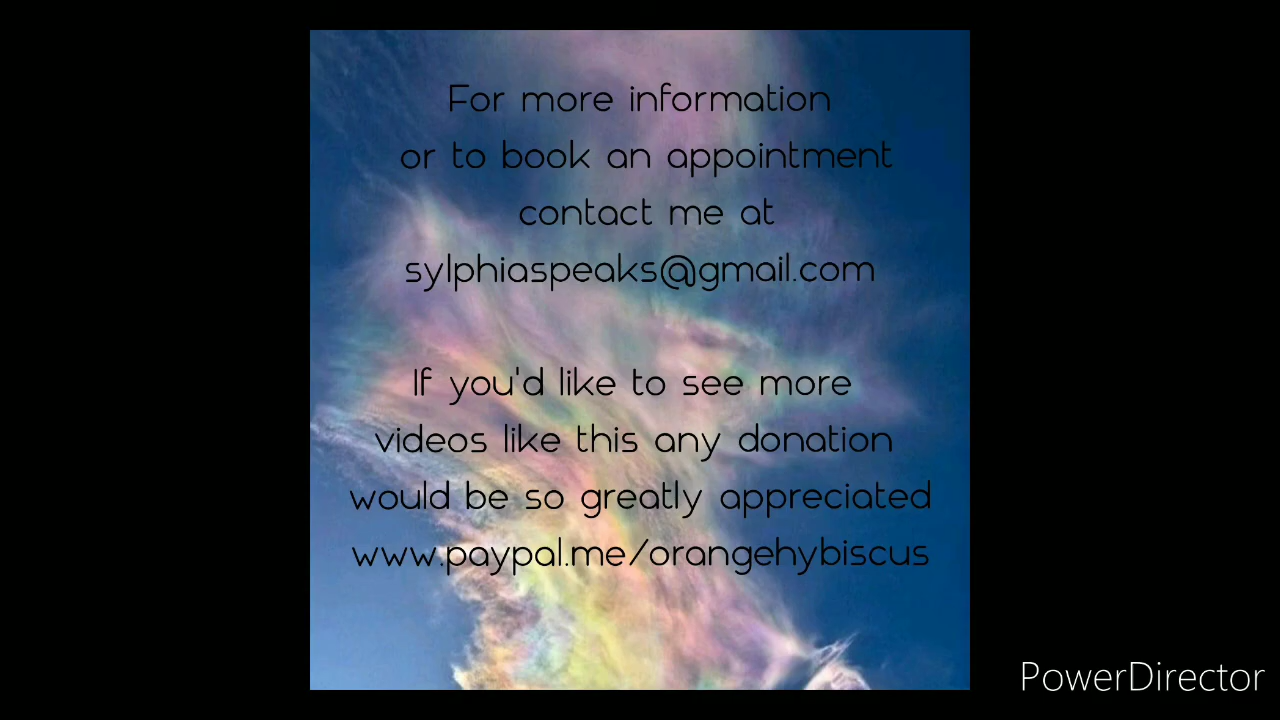 For more information
or to book an appointment
contact me at
sylphiaspeaks@gmail.com
If you'd like to see more
videos like this any donation
would be so greatly appreciated
www.paypal.me/orangehybiscus
PowerDirector